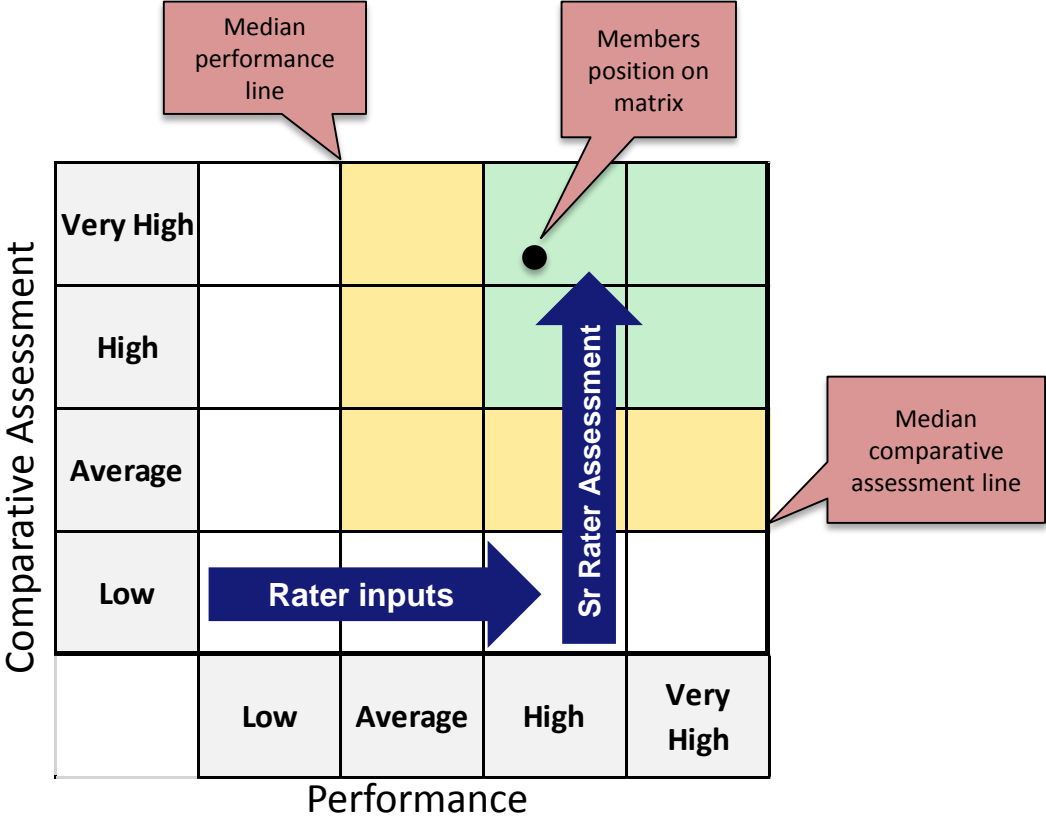 Median
performance
line
Members
position on
matrix
Comparative Assessment
Very High
High
Average
Low
Sr Rater Assessment
Rater inputs
Median
comparative
assessment line
Low
Average
High
Very
High
Performance